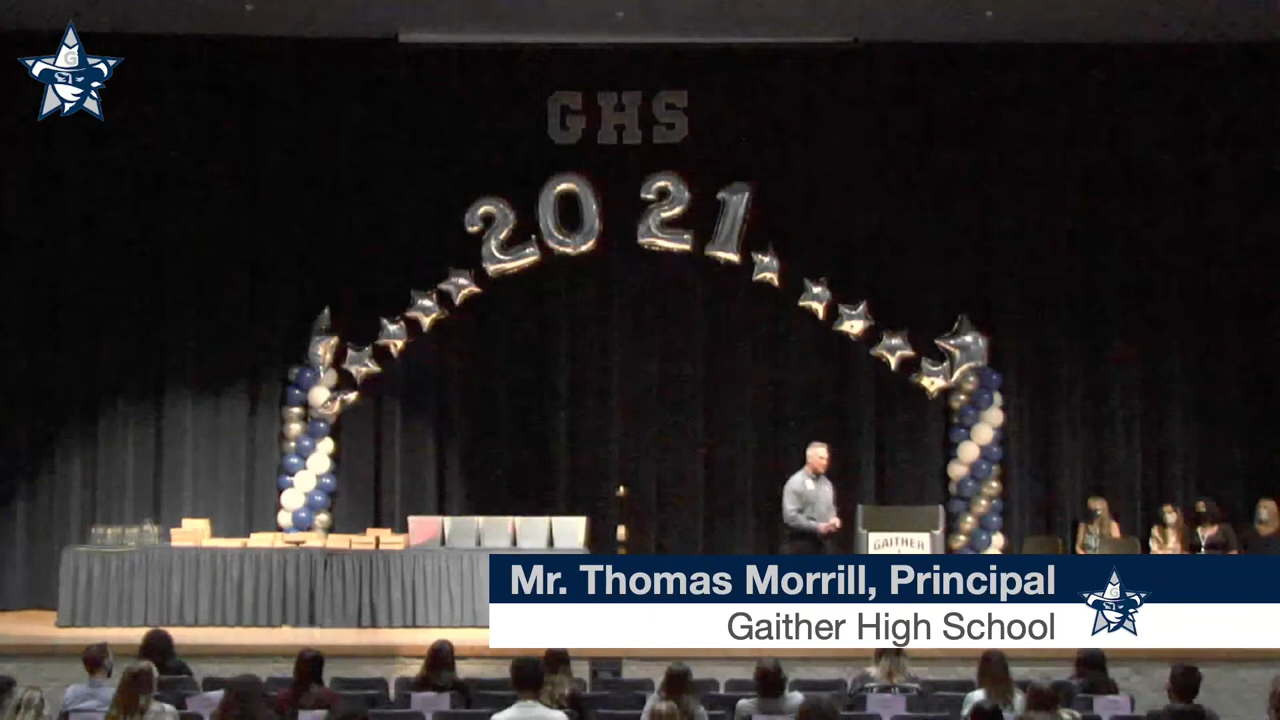 G
GHS
2021
GAITHER
Mr. Thomas Morrill, Principal
G
Gaither High School